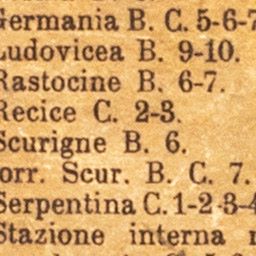 Germania B. C. 5-6-7
Ludovicea B. 9-10.
Rastocine B. 6-7.
Recice C. 2-3.
Scurigne B. 6.
orr. Scur. B. C. 7.
Serpentina C. 1-2-3-4
Stazione interna